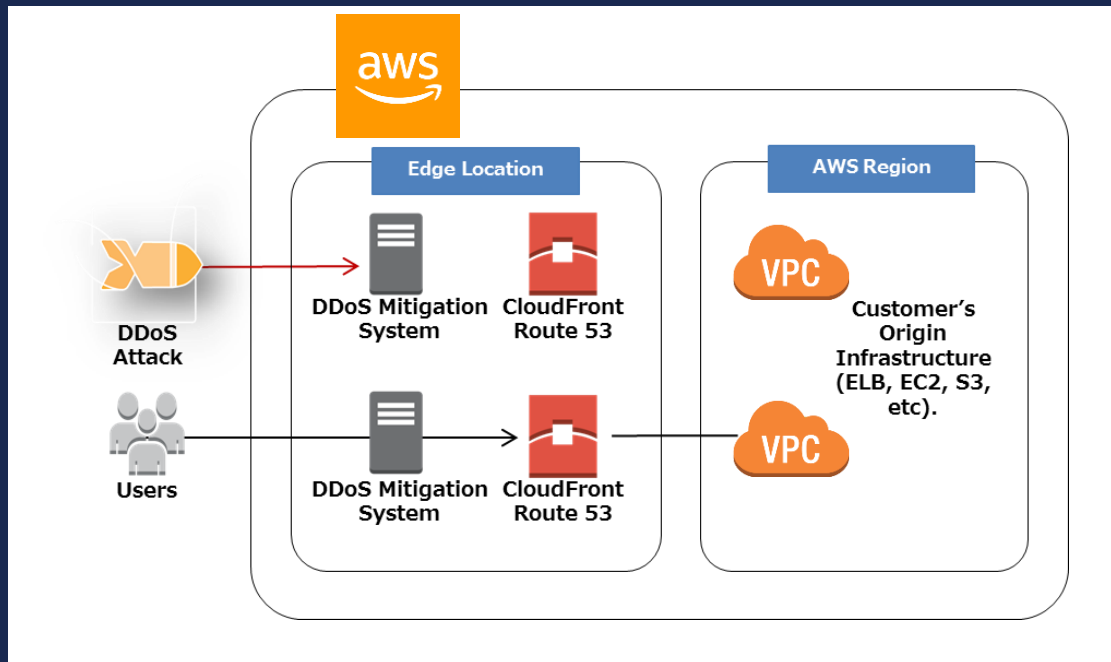 aws
Edge Location
AWS Region
DDoS
Attack
DDoS Mitigation
System
CloudFront
Route 53
VPC
Customer's
Origin
Infrastructure
(ELB, EC2, S3,
etc).
Users
DDoS Mitigation
System
CloudFront
Route 53
VPC